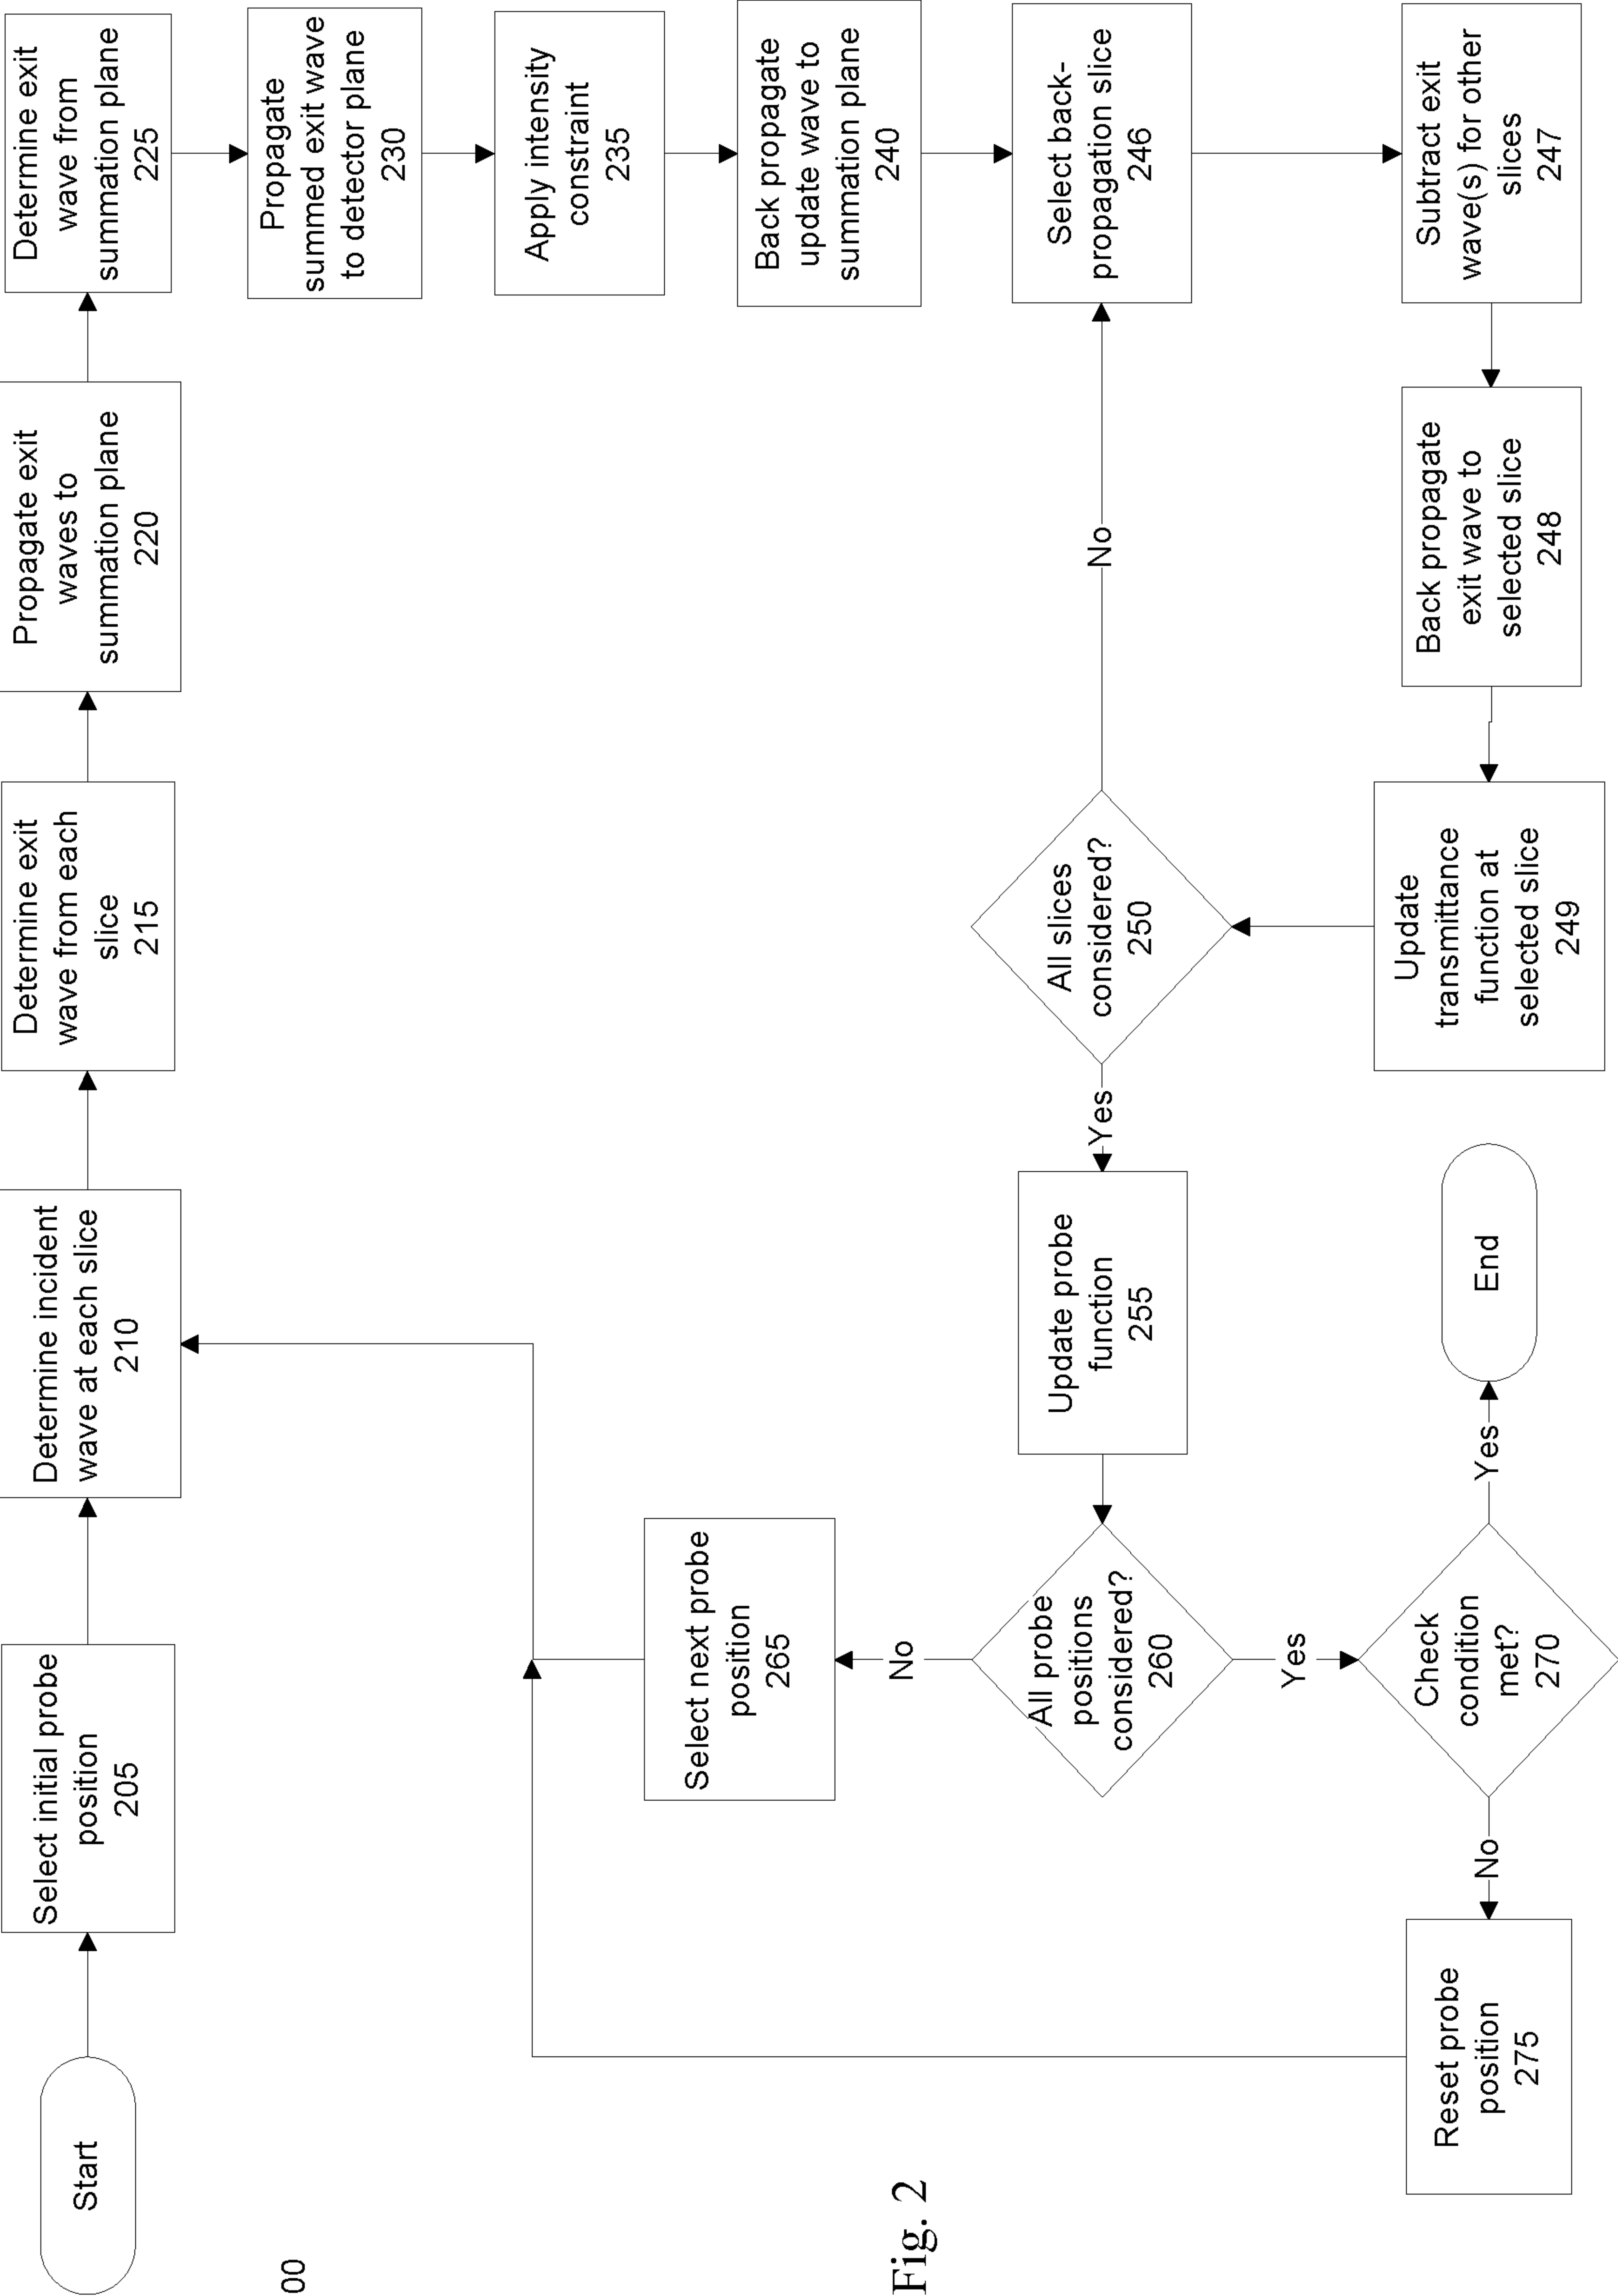 Start
Select initial probe
position
205
Determine incident
wave at each slice
210
Determine exit
wave from each
slice
215
Propagate exit
waves to
summation plane
220
Determine exit
wave from
summation plane
225
Propagate
summed exit wave
to detector plane
230
Apply intensity
constraint
235
Back propagate
update wave to
summation plane
240
Select back-
propagation slice
246
Subtract exit
wave(s) for other
slices
247
Back propagate
exit wave to
selected slice
248
Update
transmittance
function at
selected slice
249
All slices
considered?
250
No
Yes
Update probe
function
255
All probe
positions
considered?
260
No
Select next probe
position
265
Yes
Check
condition
met?
270
Yes
End
No
Reset probe
position
275
00
Fig. 2